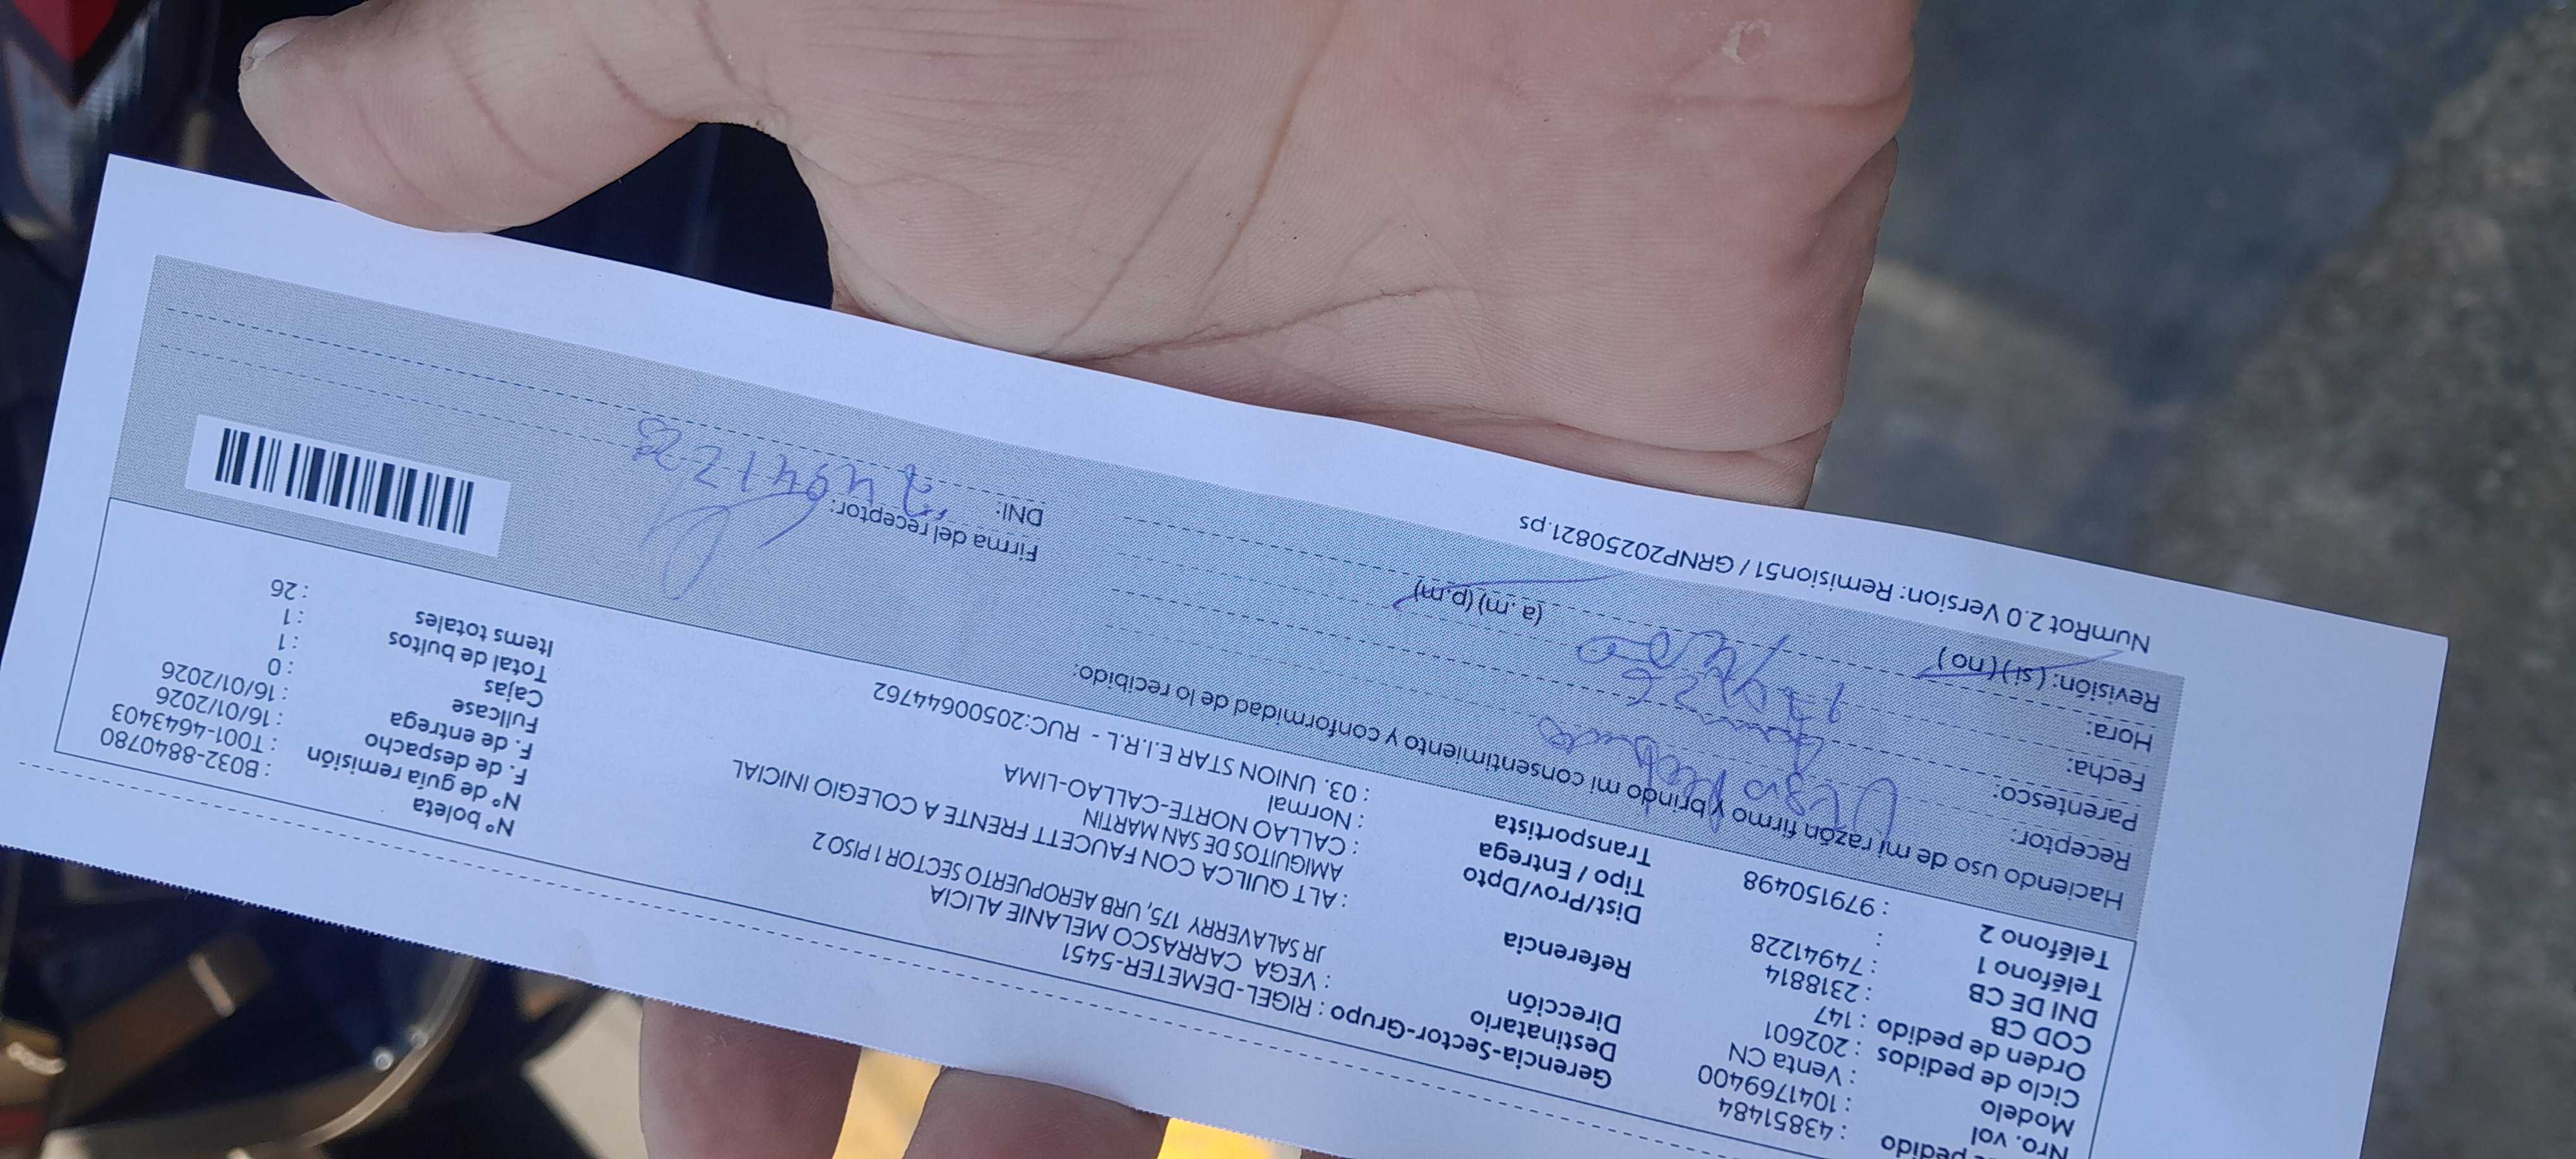 pedido : 43851484
Nro. vol : 1041769400
Modelo : Venta CN
Ciclo de pedidos : 202601
Orden de pedido : 147
COD CB : 2318814
DNI DE CB : 74941228
Teléfono 1 :
Teléfono 2 : 979150498
Gerencia-Sector-Grupo : RIGEL-DEMETER-5451
Destinatario : VEGA CARRASCO MELANIE ALICIA
Dirección JR SALAVERRY 175, URB AEROPUERTO SECTOR 1 PISO 2
Referencia : ALT QUILCA CON FAUCETT FRENTE A COLEGIO INICIAL
AMIGUITOS DE SAN MARTIN
Dist/Prov/Dpto : CALLAO NORTE-CALLAO-LIMA
Tipo / Entrega : Normal
Transportista : 03. UNION STAR E.I.R.L - RUC:20500644762
N° boleta : B032-8840780
N° de guía remisión : T001-4643403
F. de despacho : 16/01/2026
F. de entrega : 16/01/2026
Fullcase : 0
Cajas : 1
Total de bultos : 1
Items totales : 26
Haciendo uso de mi razón firmo y brindo mi consentimiento y conformidad de lo recibido:
Receptor:
Parentesco:
Fecha:
Hora: (a. m) (p.m)
Revisión: (si) (no)
Firma del receptor:
DNI:
NumRot 2.0 Version: Remision51 / GRNP20250821.ps